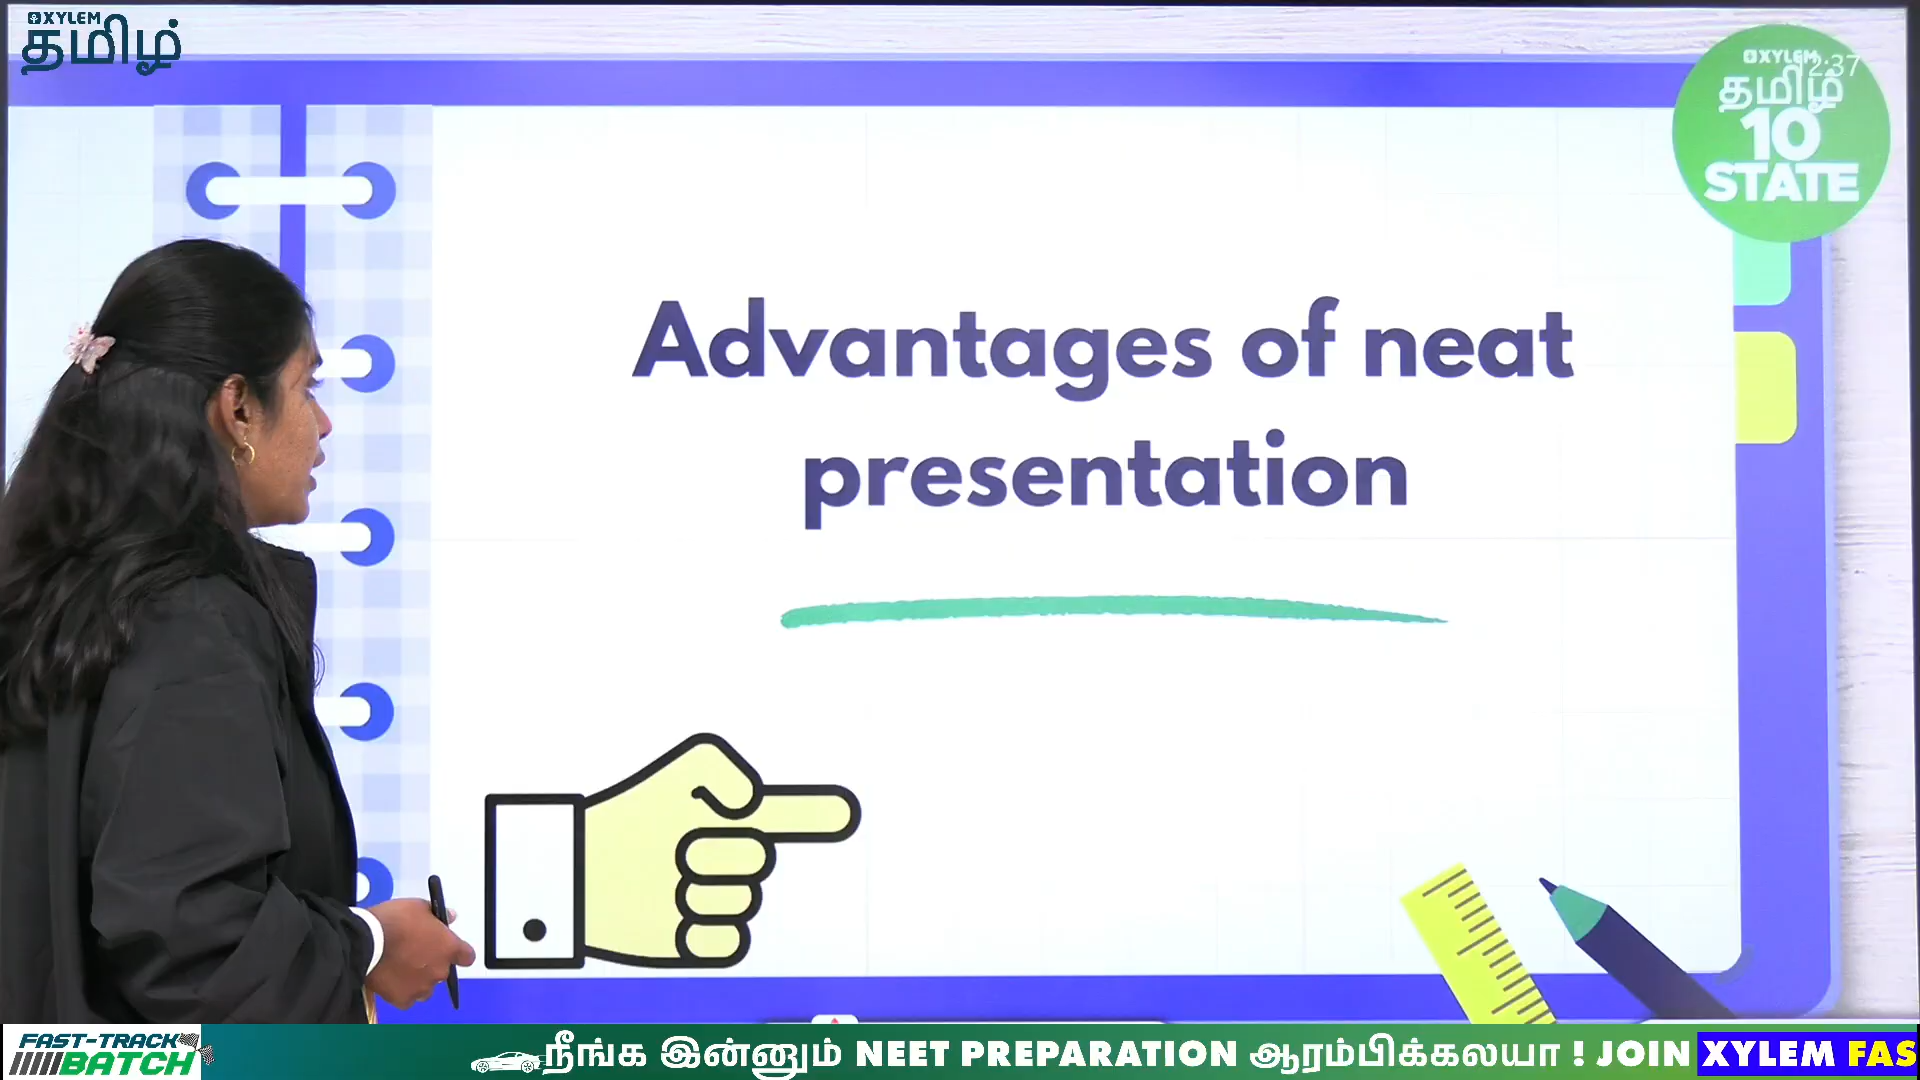 XYLEM
தமிழ்
XYLEM
தமிழ்
12:37
10
STATE
Advantages of neat
presentation
FAST-TRACK
BATCH
நீங்க இன்னும் NEET PREPARATION ஆரம்பிக்கலயா ! JOIN XYLEM FAS